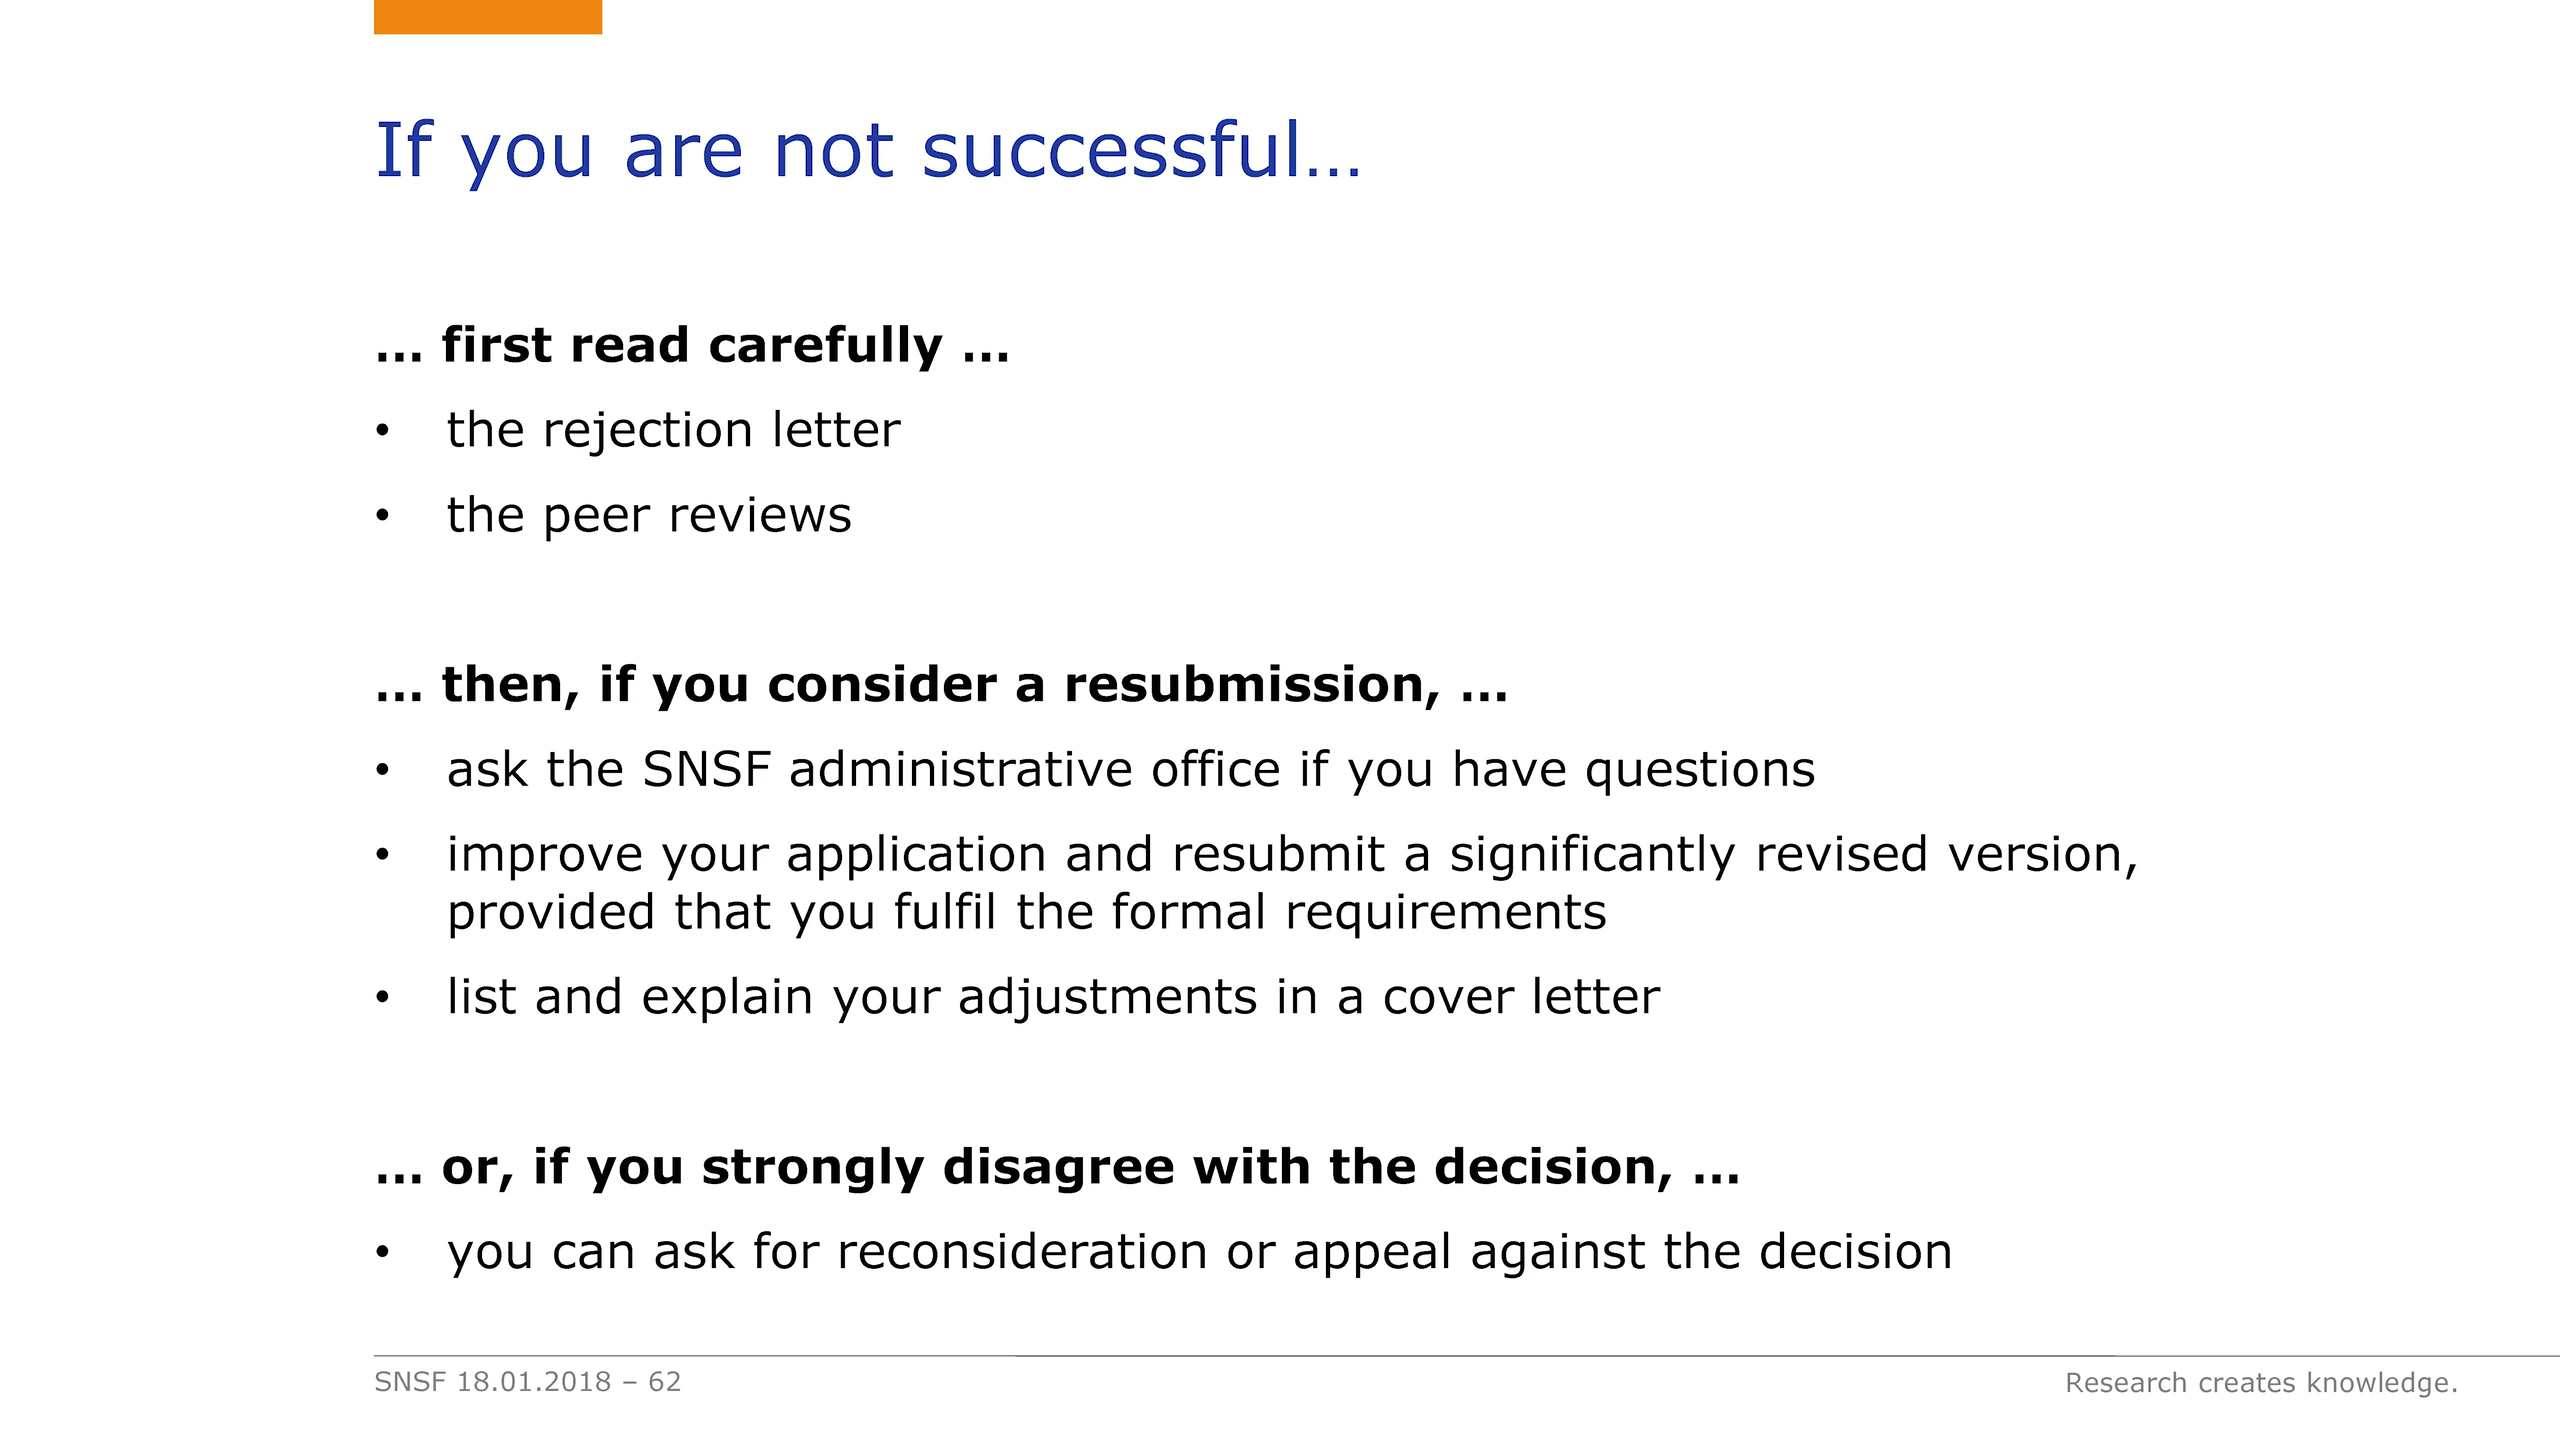 If you are not successful…
… first read carefully …
• the rejection letter
• the peer reviews
… then, if you consider a resubmission, …
• ask the SNSF administrative office if you have questions
• improve your application and resubmit a significantly revised version,
provided that you fulfil the formal requirements
• list and explain your adjustments in a cover letter
… or, if you strongly disagree with the decision, …
• you can ask for reconsideration or appeal against the decision
SNSF 18.01.2018 – 62
Research creates knowledge.